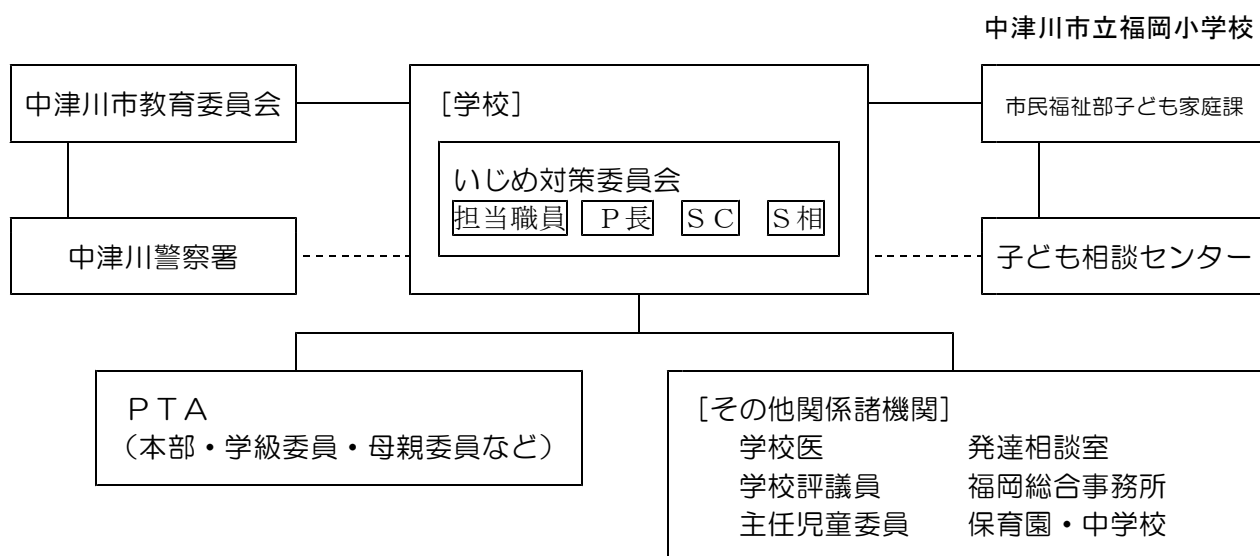 中津川市立福岡小学校
中津川市教育委員会
[学校]
市民福祉部子ども家庭課
いじめ対策委員会
担当職員 P長 SC S相
中津川警察署
子ども相談センター
PTA
（本部・学級委員・母親委員など）
[その他関係諸機関]
学校医 発達相談室
学校評議員 福岡総合事務所
主任児童委員 保育園・中学校